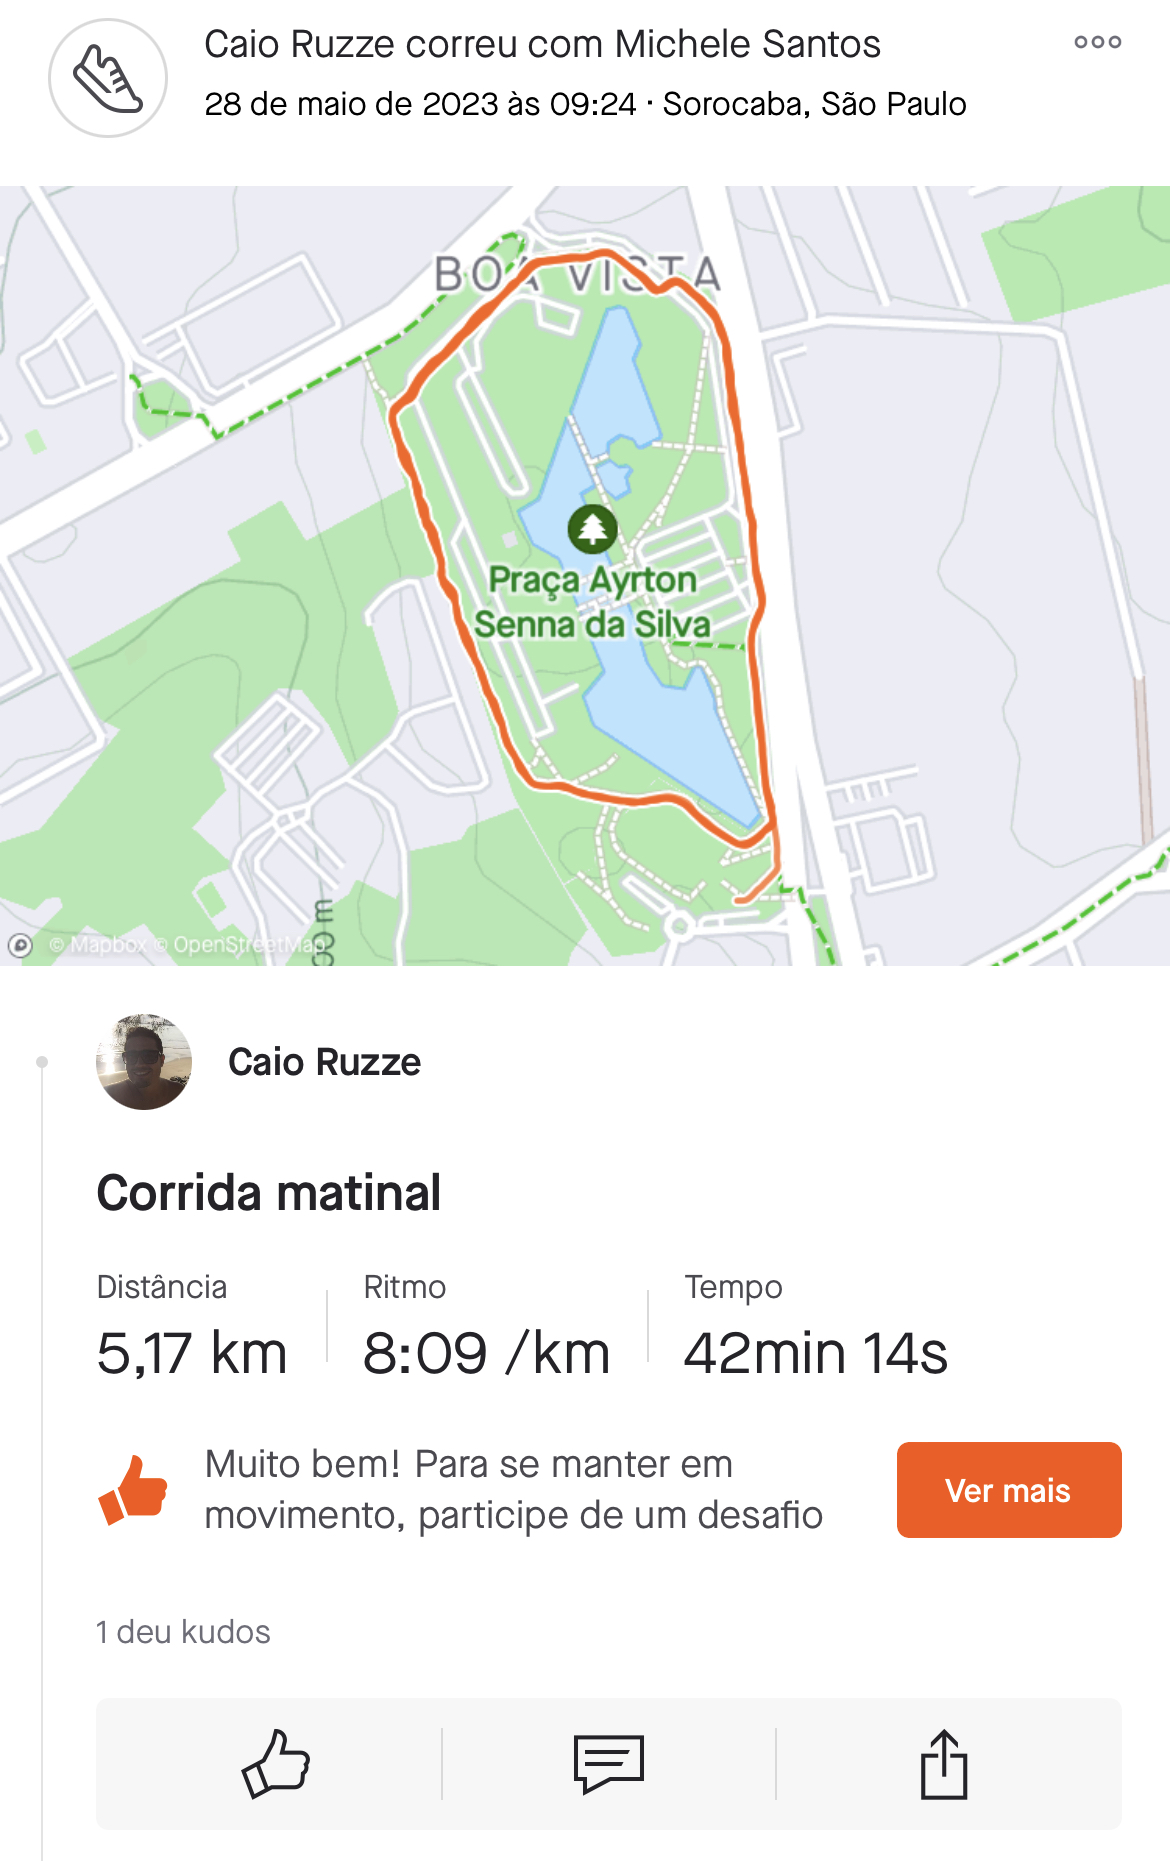 Caio Ruzze correu com Michele Santos
28 de maio de 2023 às 09:24 · Sorocaba, São Paulo
BOA VISTA
Praça Ayrton
Senna da Silva
© Mapbox © OpenStreetMap
Caio Ruzze
Corrida matinal
Distância
5,17 km
Ritmo
8:09 /km
Tempo
42min 14s
Muito bem! Para se manter em
movimento, participe de um desafio
Ver mais
1 deu kudos